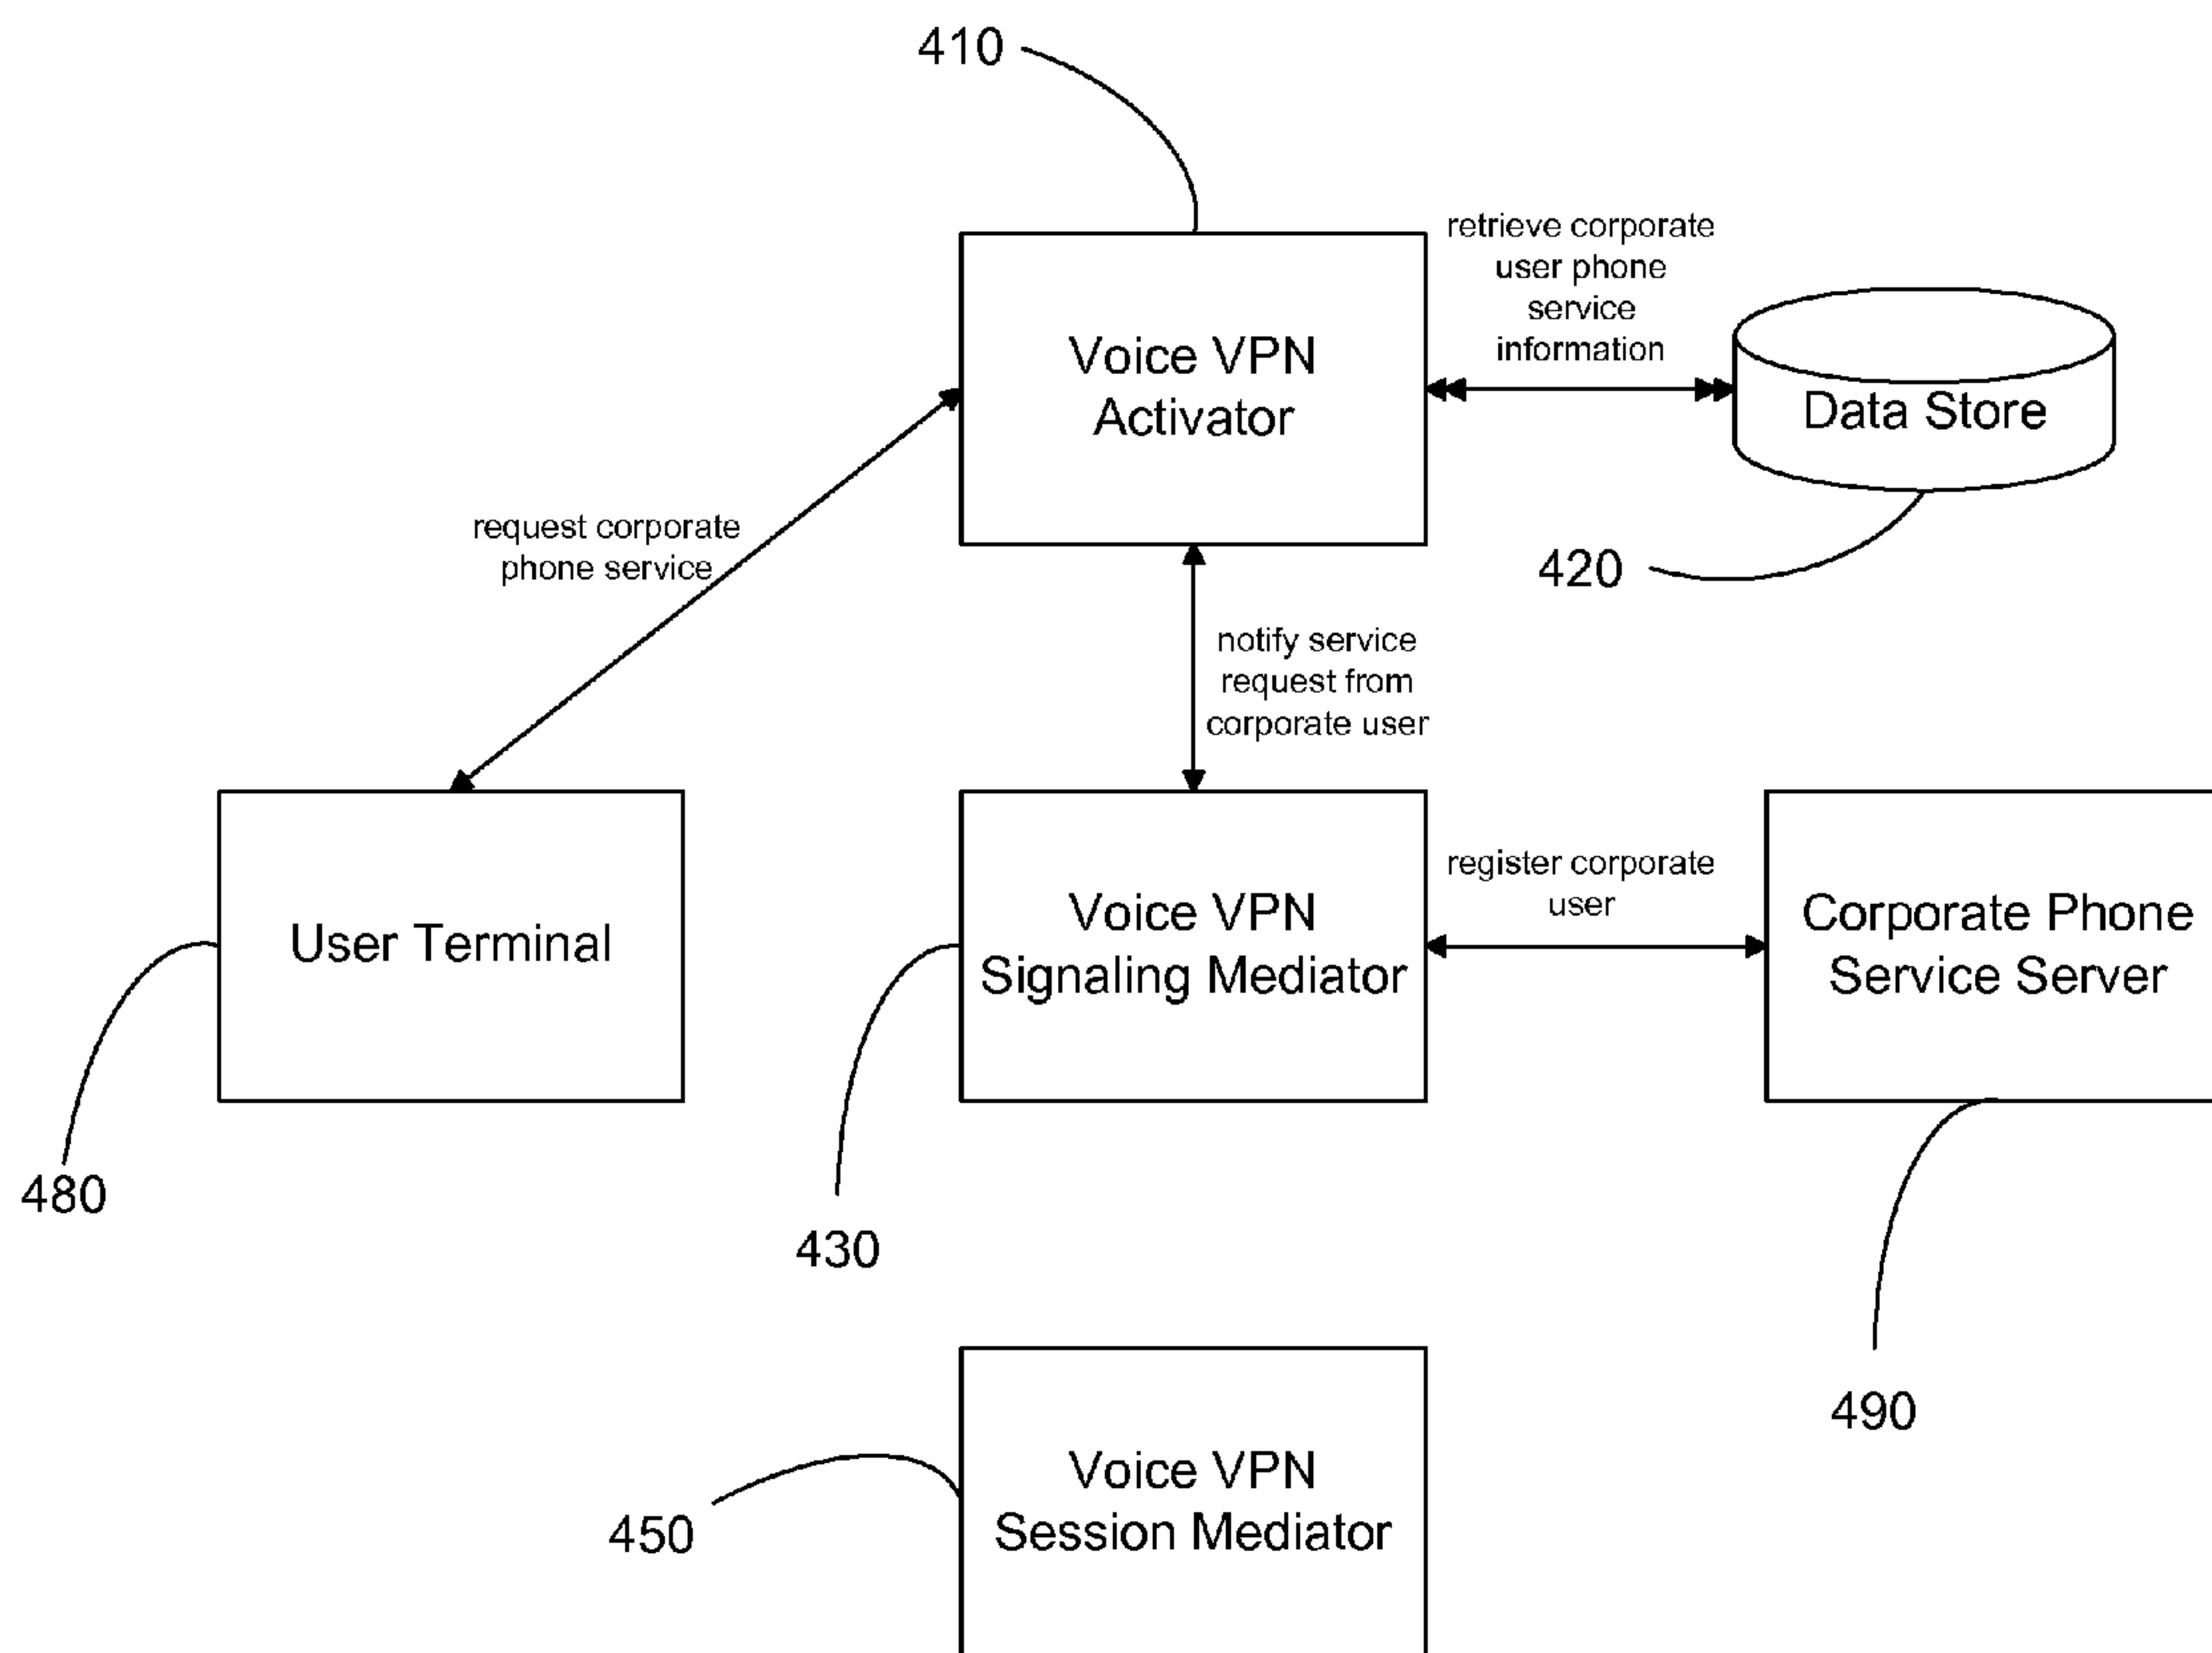 410
retrieve corporate
user phone
service
information
Voice VPN
Activator
Data Store
request corporate
phone service
420
notify service
request from
corporate user
User Terminal
Voice VPN
Signaling Mediator
register corporate
user
Corporate Phone
Service Server
480
430
490
Voice VPN
Session Mediator
450